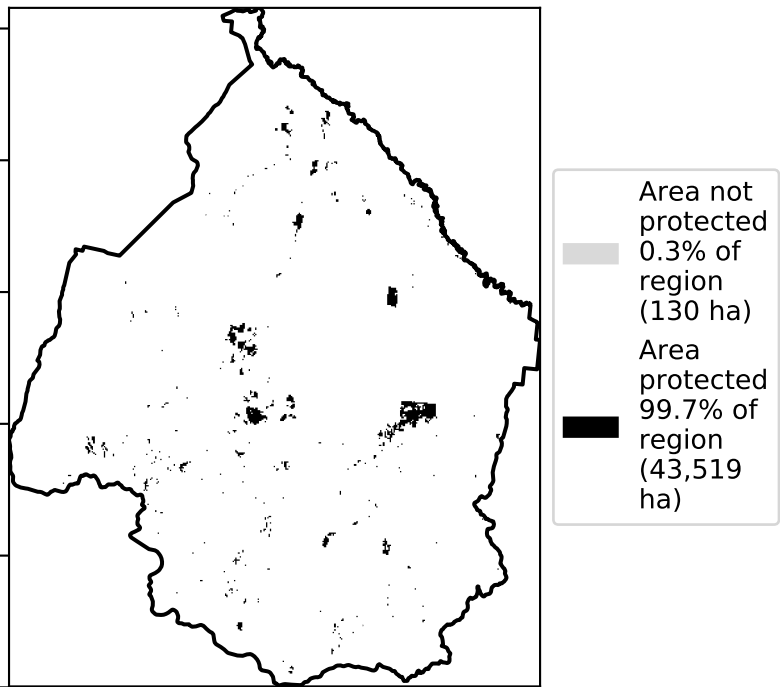 Area not
protected
0.3% of
region
(130 ha)
Area
protected
99.7% of
region
(43,519
ha)